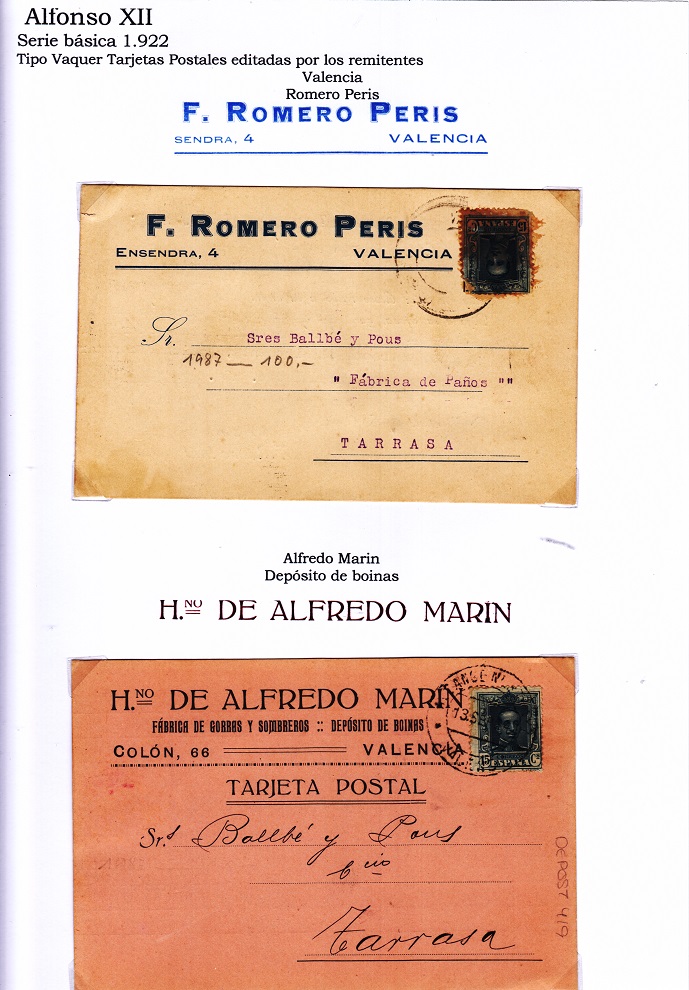 Alfonso XII
Serie básica 1.922
Tipo Vaquer Tarjetas Postales editadas por los remitentes
Valencia
Romero Peris
F. ROMERO PERIS
SENDRA, 4 VALENCIA
F. ROMERO PERIS
ENSENDRA, 4 VALENCIA
Sr. Sres Ballbé y Pous
1987 — 100,-
" Fábrica de Paños ""
TARRASA
Alfredo Marin
Depósito de boinas
H.NO DE ALFREDO MARIN
H.NO DE ALFREDO MARIN
FÁBRICA DE GORRAS Y SOMBREROS :: DEPÓSITO DE BOINAS
COLÓN, 66 VALENCIA
TARJETA POSTAL
Sr.s Ballbé y Pous
Tarrasa
15 ESPAÑA Cs
DEPOST 419